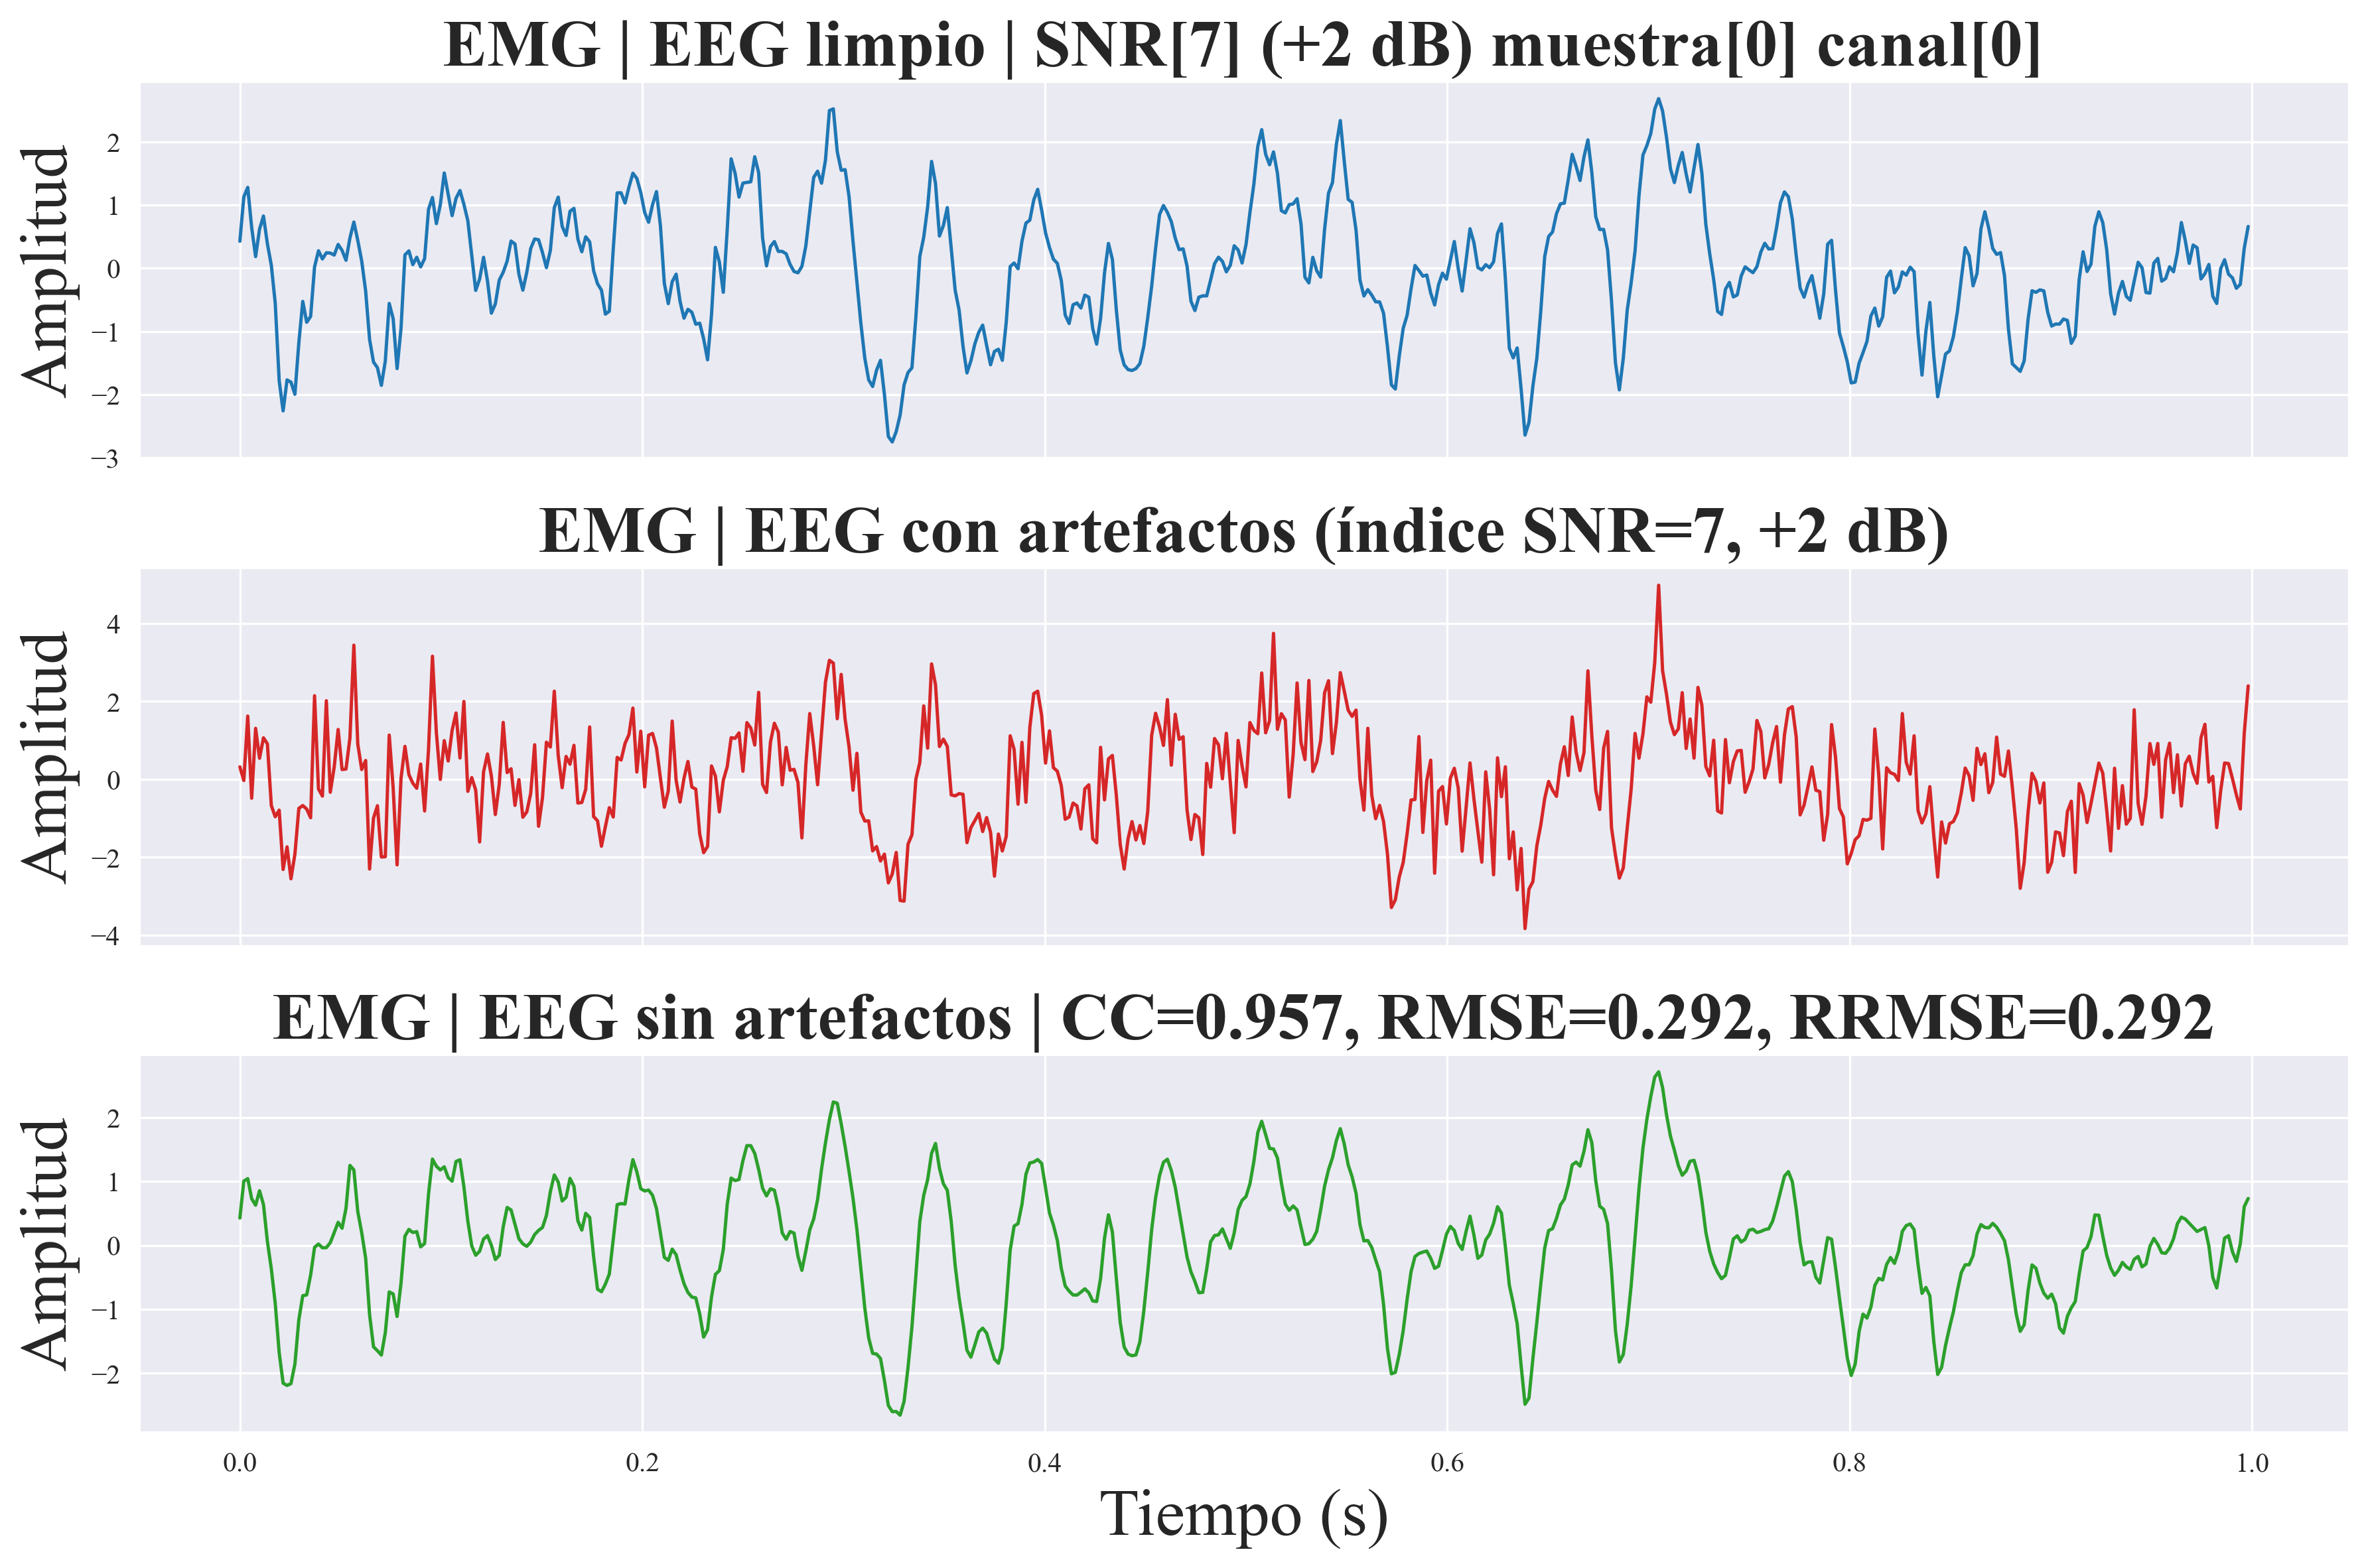 EMG | EEG limpio | SNR[7] (+2 dB) muestra[0] canal[0]
Amplitud
2
1
0
−1
−2
−3
EMG | EEG con artefactos (índice SNR=7, +2 dB)
Amplitud
4
2
0
−2
−4
EMG | EEG sin artefactos | CC=0.957, RMSE=0.292, RRMSE=0.292
Amplitud
2
1
0
−1
−2
0.0 0.2 0.4 0.6 0.8 1.0
Tiempo (s)